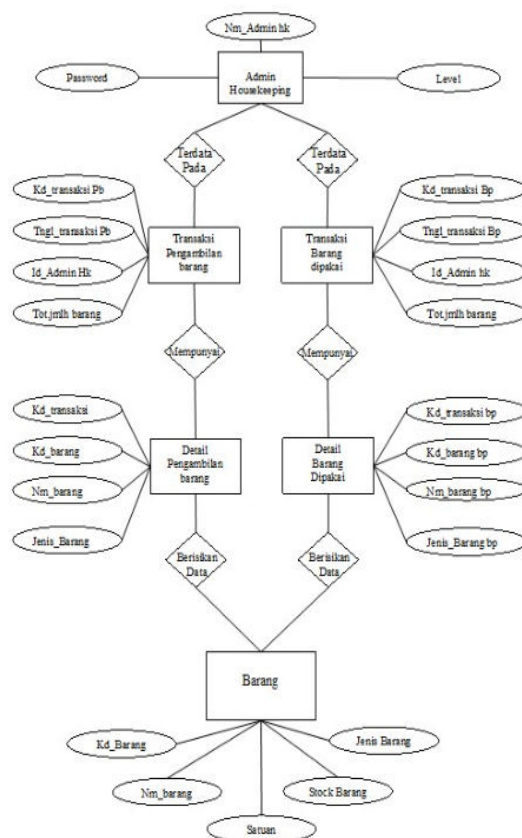 Nm_Admin hk
Password
Admin
Housekeeping
Level
Terdata
Pada
Terdata
Pada
Kd_transaksi Pb
Tngl_transaksi Pb
Id_Admin Hk
Tot.jmlh barang
Transaksi
Pengambilan
barang
Transaksi
Barang
dipakai
Kd_transaksi Bp
Tngl_transaksi Bp
Id_Admin hk
Tot.jmlh barang
Mempunyai
Mempunyai
Kd_transaksi
Kd_barang
Nm_barang
Jenis_Barang
Detail
Pengambilan
barang
Detail
Barang
Dipakai
Kd_transaksi bp
Kd_barang bp
Nm_barang bp
Jenis_Barang bp
Berisikan
Data
Berisikan
Data
Barang
Kd_Barang
Nm_barang
Satuan
Stock Barang
Jenis Barang